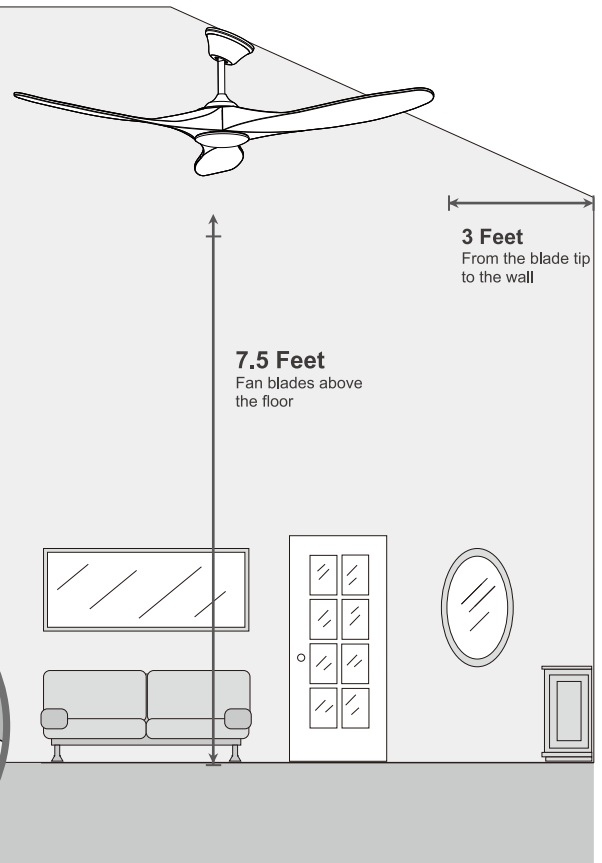 3 Feet
From the blade tip
to the wall
7.5 Feet
Fan blades above
the floor